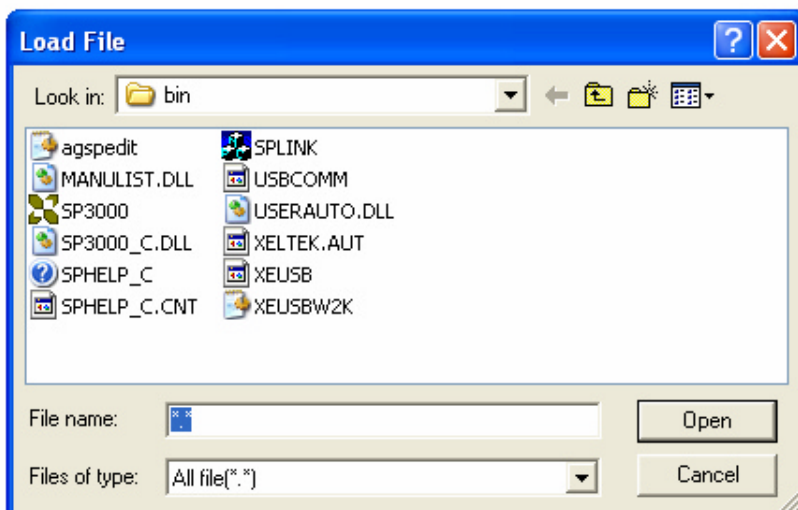 Load File
Look in: bin
agspedit
MANULIST.DLL
SP3000
SP3000_C.DLL
SPHELP_C
SPHELP_C.CNT
SPLINK
USBCOMM
USERAUTO.DLL
XELTEK.AUT
XEUSB
XEUSBW2K
File name: *.* Open
Files of type: All file(*.*) Cancel